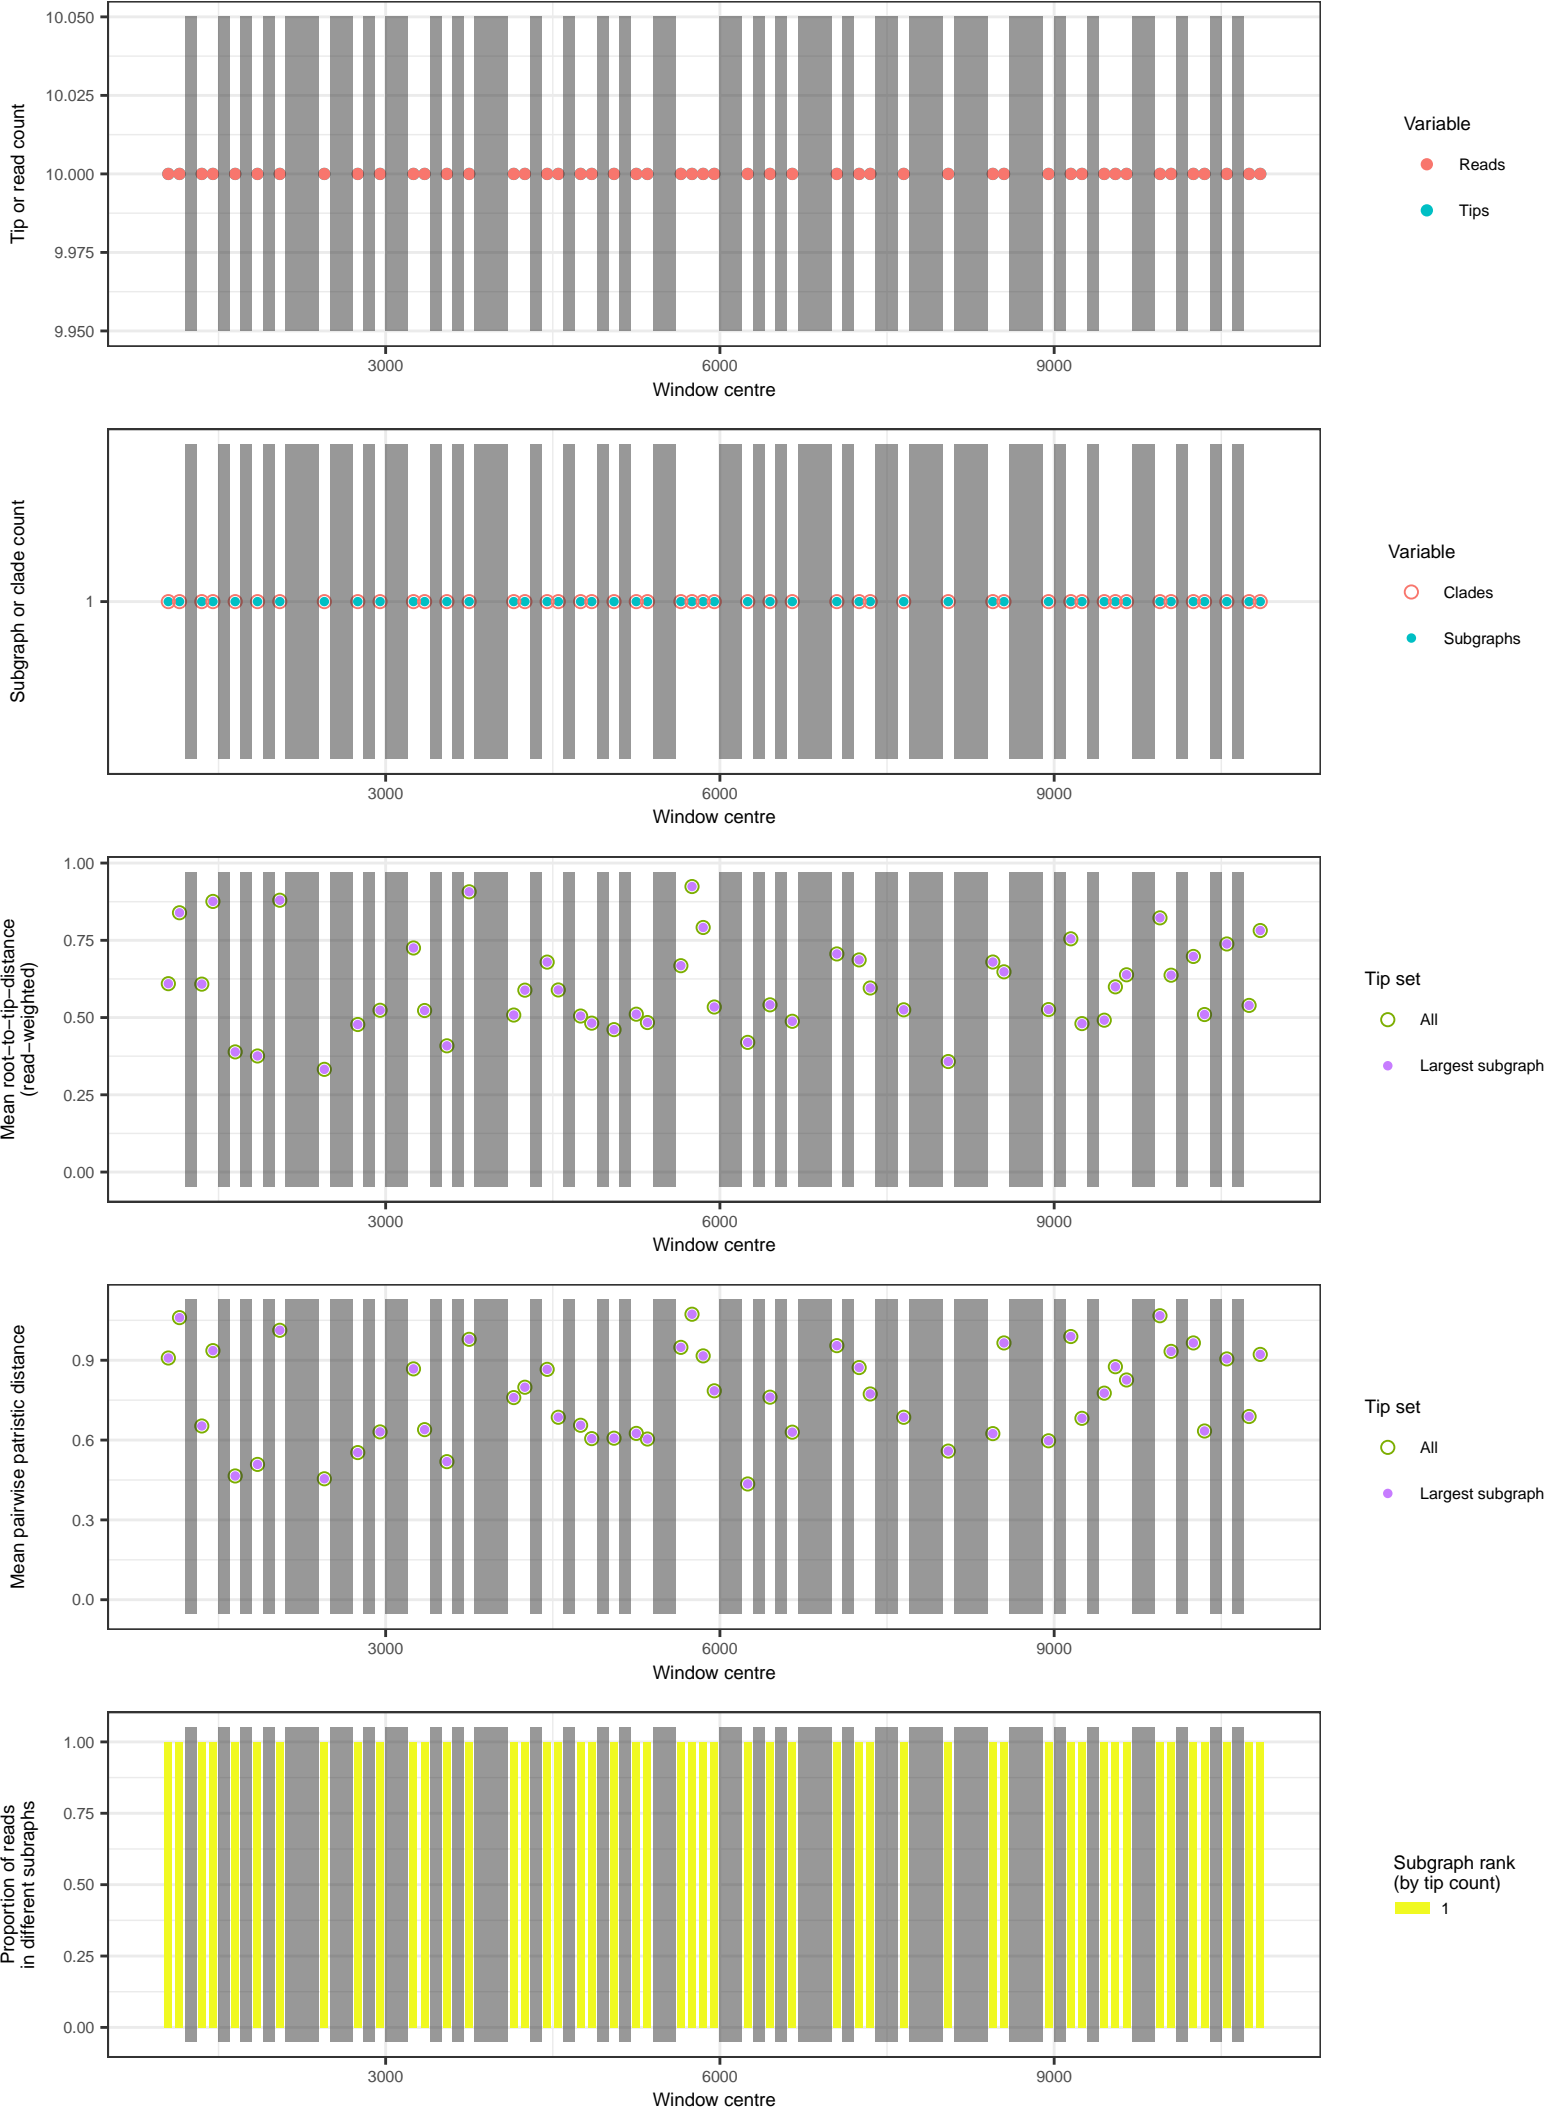 10.050
10.025
10.000
9.975
9.950
Tip or read count
3000
6000
9000
Window centre
Variable
Reads
Tips
1
Subgraph or clade count
3000
6000
9000
Window centre
Variable
Clades
Subgraphs
1.00
0.75
0.50
0.25
0.00
Mean root−to−tip−distance
(read−weighted)
3000
6000
9000
Window centre
Tip set
All
Largest subgraph
0.9
0.6
0.3
0.0
Mean pairwise patristic distance
3000
6000
9000
Window centre
Tip set
All
Largest subgraph
1.00
0.75
0.50
0.25
0.00
Proportion of reads
in different subraphs
3000
6000
9000
Window centre
Subgraph rank
(by tip count)
1